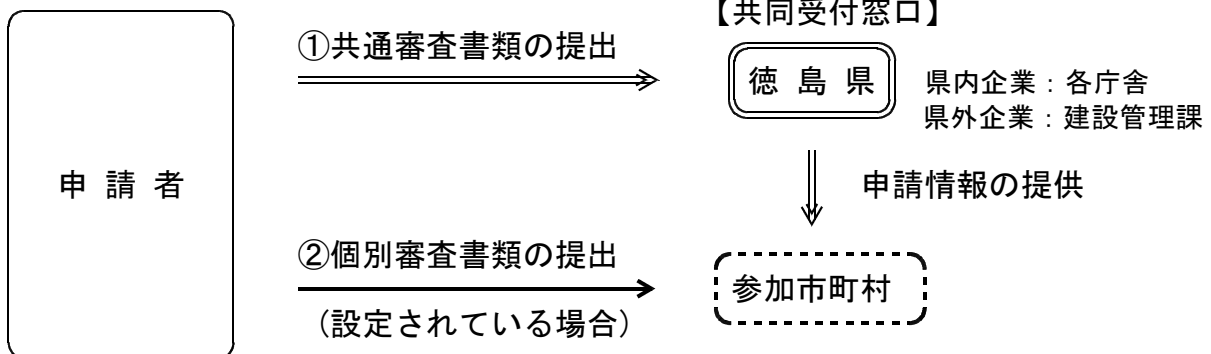 【共同受付窓口】
①共通審査書類の提出
徳島県
県内企業：各庁舎
県外企業：建設管理課
申請者
申請情報の提供
②個別審査書類の提出
（設定されている場合）
参加市町村